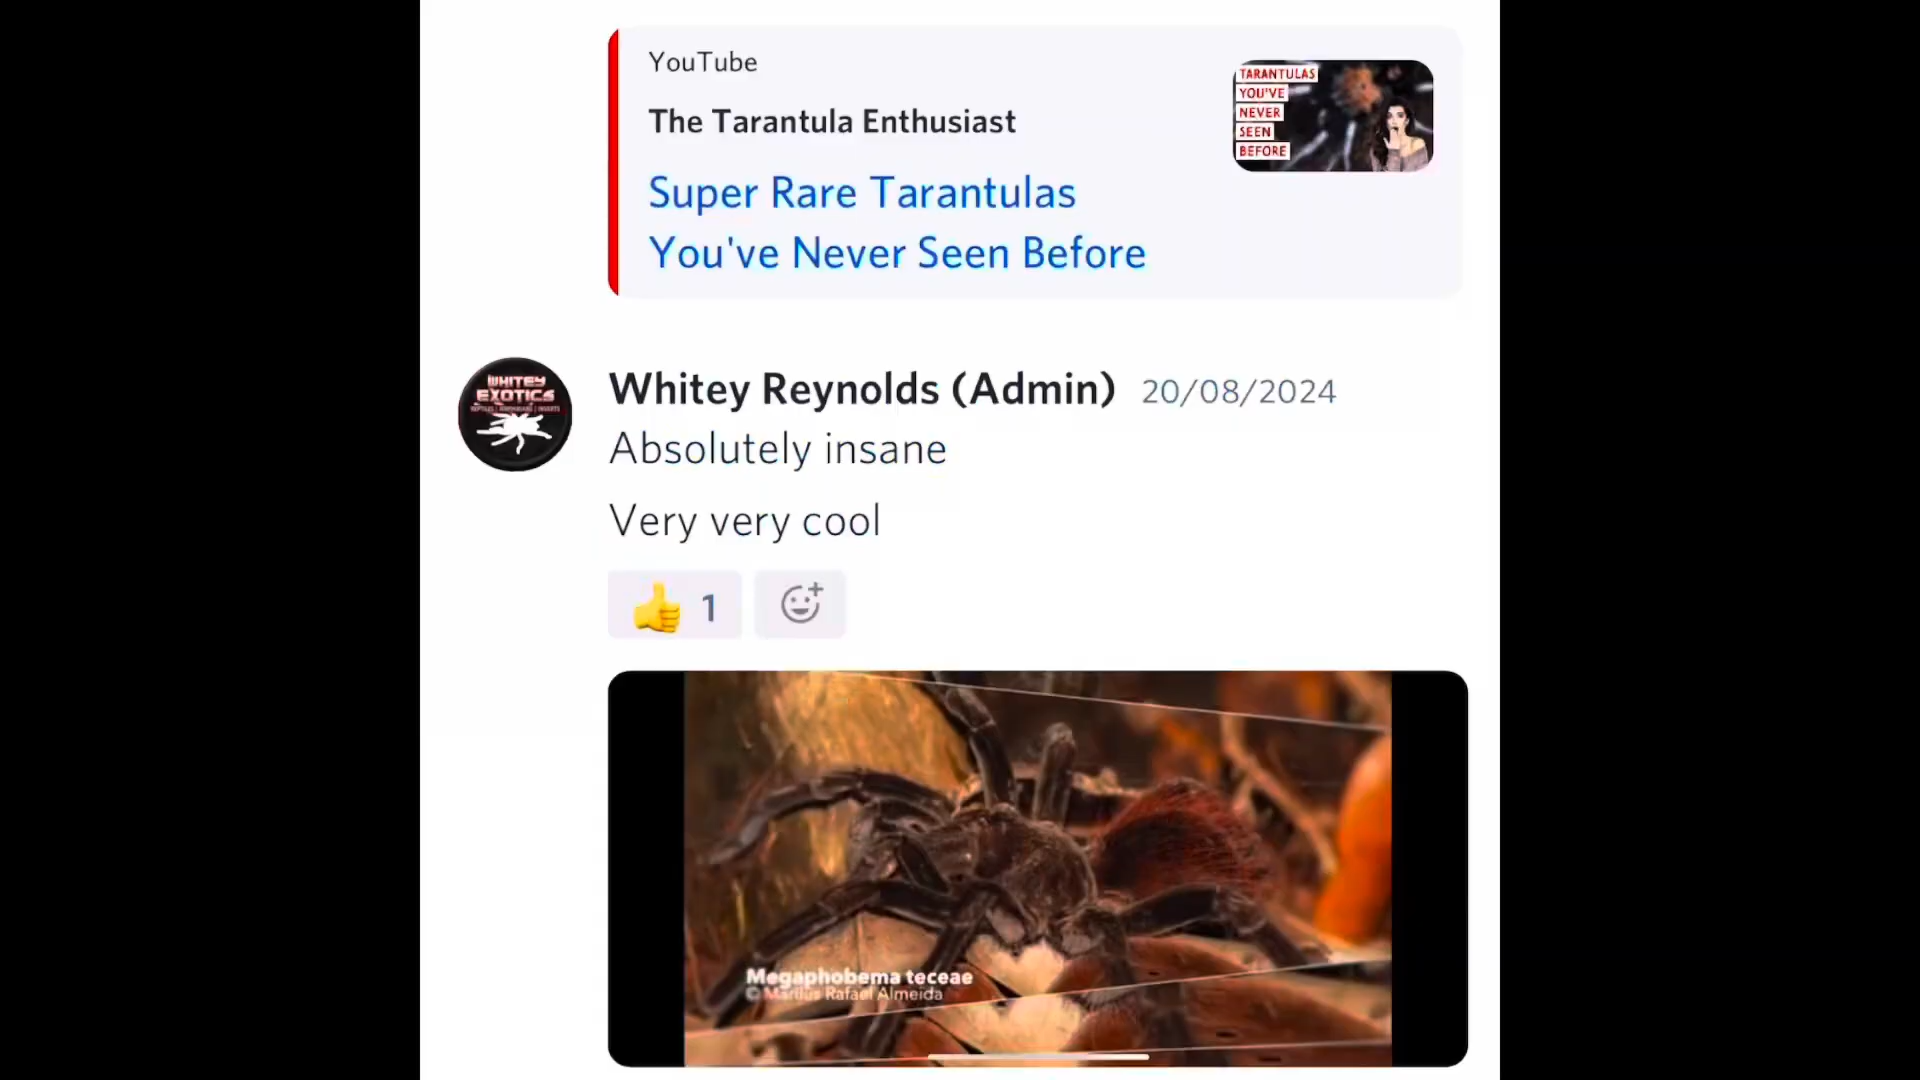 YouTube
The Tarantula Enthusiast
Super Rare Tarantulas
You've Never Seen Before
TARANTULAS
YOU'VE
NEVER
SEEN
BEFORE
WHITEY
EXOTICS
Whitey Reynolds (Admin) 20/08/2024
Absolutely insane
Very very cool
👍 1
Megaphobema teceae
© Rafael Almeida